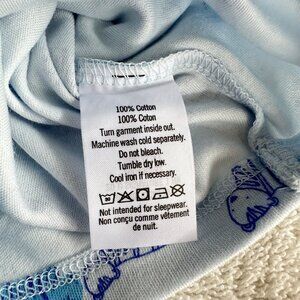 100% Cotton
100% Coton
Turn garment inside out.
Machine wash cold separately.
Do not bleach.
Tumble dry low.
Cool iron if necessary.
Not intended for sleepwear.
Non conçu comme vêtement
de nuit.